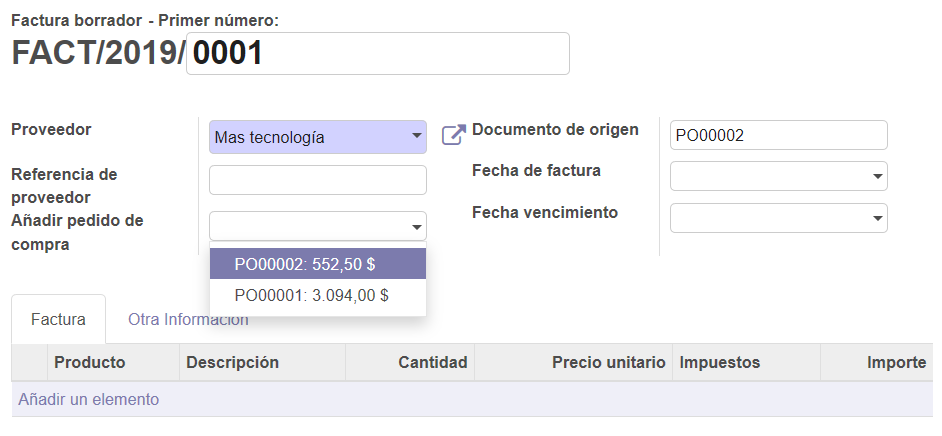 Factura borrador - Primer número:
FACT/2019/ 0001
Proveedor
Mas tecnología
Documento de origen
PO00002
Referencia de
proveedor
Fecha de factura
Añadir pedido de
compra
Fecha vencimiento
PO00002: 552,50 $
PO00001: 3.094,00 $
Factura Otra Información
Producto Descripción Cantidad Precio unitario Impuestos Importe
Añadir un elemento